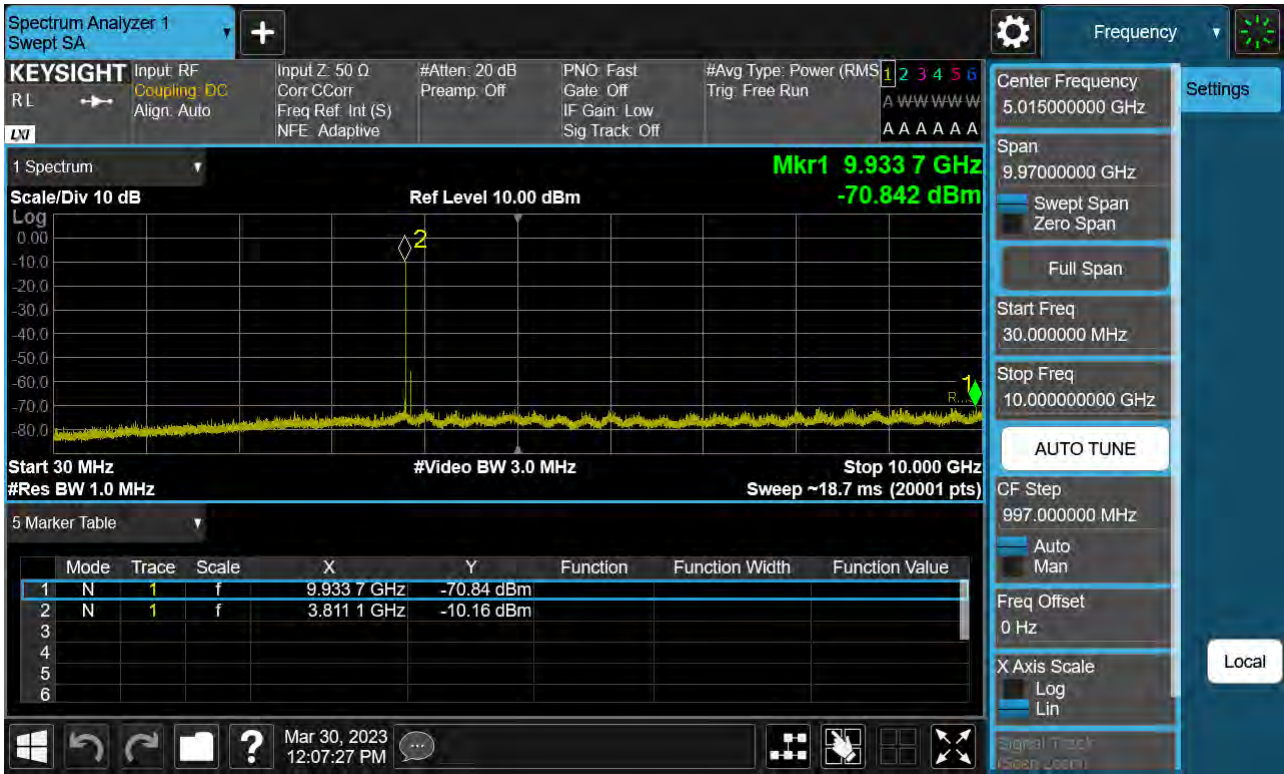 Spectrum Analyzer 1
Swept SA
Frequency
KEYSIGHT
RL
LXI
Input: RF
Coupling: DC
Align: Auto
Input Z: 50 Ω
Corr CCorr
Freq Ref: Int (S)
NFE: Adaptive
#Atten: 20 dB
Preamp: Off
PNO: Fast
Gate: Off
IF Gain: Low
Sig Track: Off
#Avg Type: Power (RMS
Trig: Free Run
1 2 3 4 5 6
A W W W W W
A A A A A A
1 Spectrum
Scale/Div 10 dB
Ref Level 10.00 dBm
Mkr1 9.933 7 GHz
-70.842 dBm
Log
0.00
-10.0
-20.0
-30.0
-40.0
-50.0
-60.0
-70.0
-80.0
2
1
R...
Start 30 MHz
#Video BW 3.0 MHz
Stop 10.000 GHz
#Res BW 1.0 MHz
Sweep ~18.7 ms (20001 pts)
5 Marker Table
Mode Trace Scale X Y Function Function Width Function Value
1 N 1 f 9.933 7 GHz -70.84 dBm
2 N 1 f 3.811 1 GHz -10.16 dBm
3
4
5
6
Mar 30, 2023
12:07:27 PM
?
Center Frequency
5.015000000 GHz
Span
9.97000000 GHz
Swept Span
Zero Span
Full Span
Start Freq
30.000000 MHz
Stop Freq
10.000000000 GHz
AUTO TUNE
CF Step
997.000000 MHz
Auto
Man
Freq Offset
0 Hz
X Axis Scale
Log
Lin
Signal Track
(Span Zoom)
Settings
Local